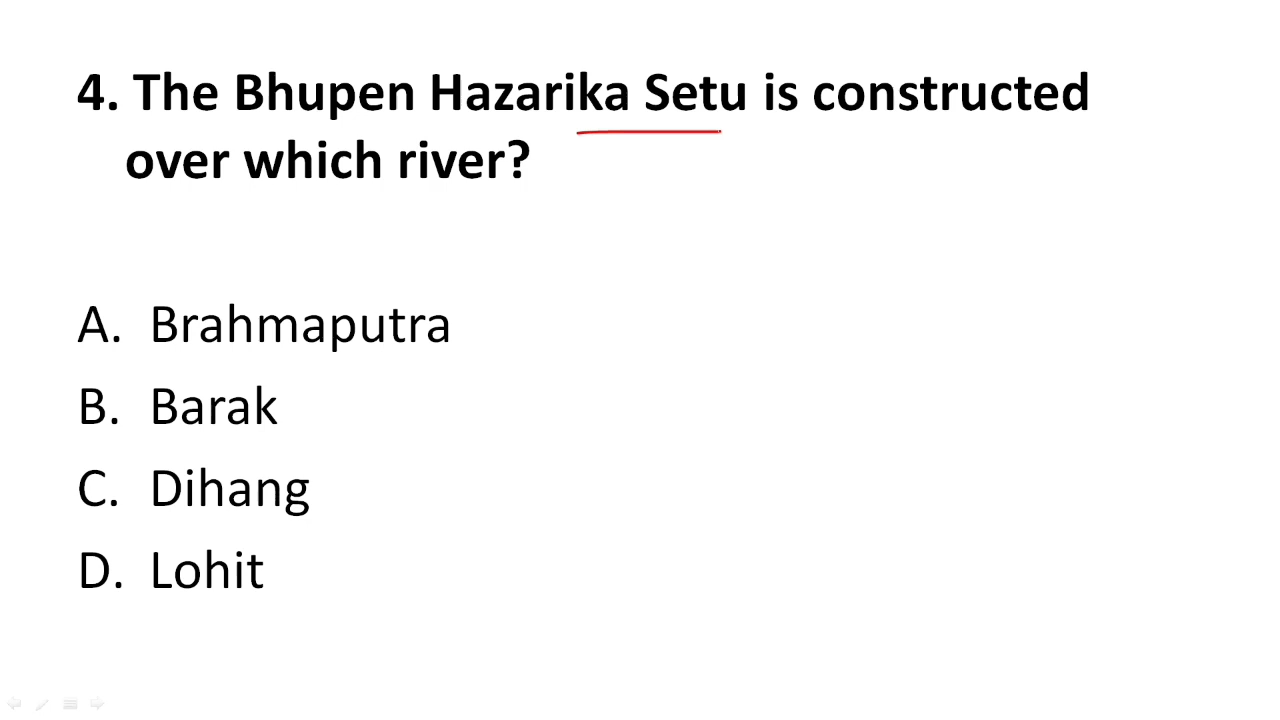 4. The Bhupen Hazarika Setu is constructed
over which river?
A. Brahmaputra
B. Barak
C. Dihang
D. Lohit